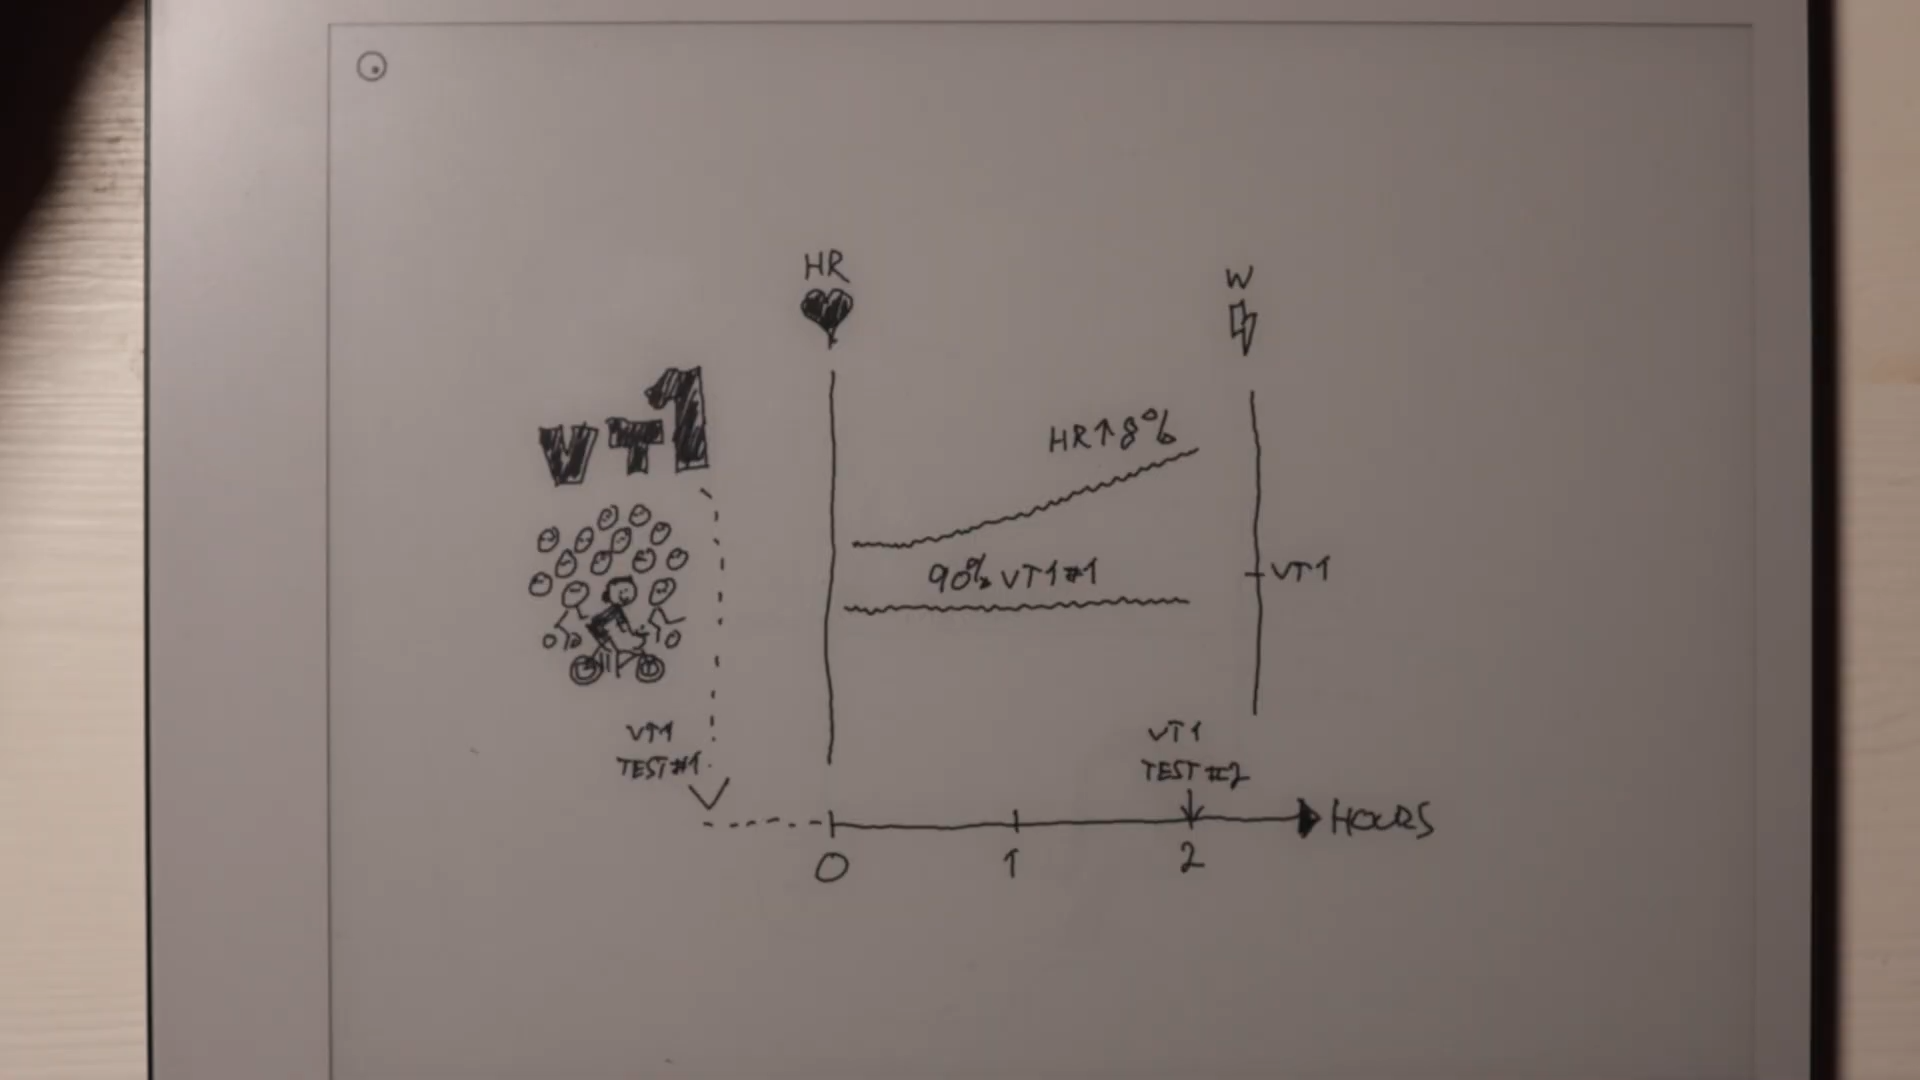 HR
W
VT1
HR↑8%
90% VT1#1
VT1
VT1
TEST#1
VT1
TEST#2
HOURS
0
1
2